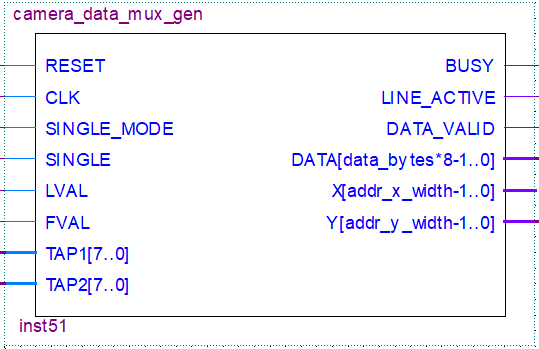 camera_data_mux_gen
RESET BUSY
CLK LINE_ACTIVE
SINGLE_MODE DATA_VALID
SINGLE DATA[data_bytes*8-1..0]
LVAL X[addr_x_width-1..0]
FVAL Y[addr_y_width-1..0]
TAP1[7..0]
TAP2[7..0]
inst51